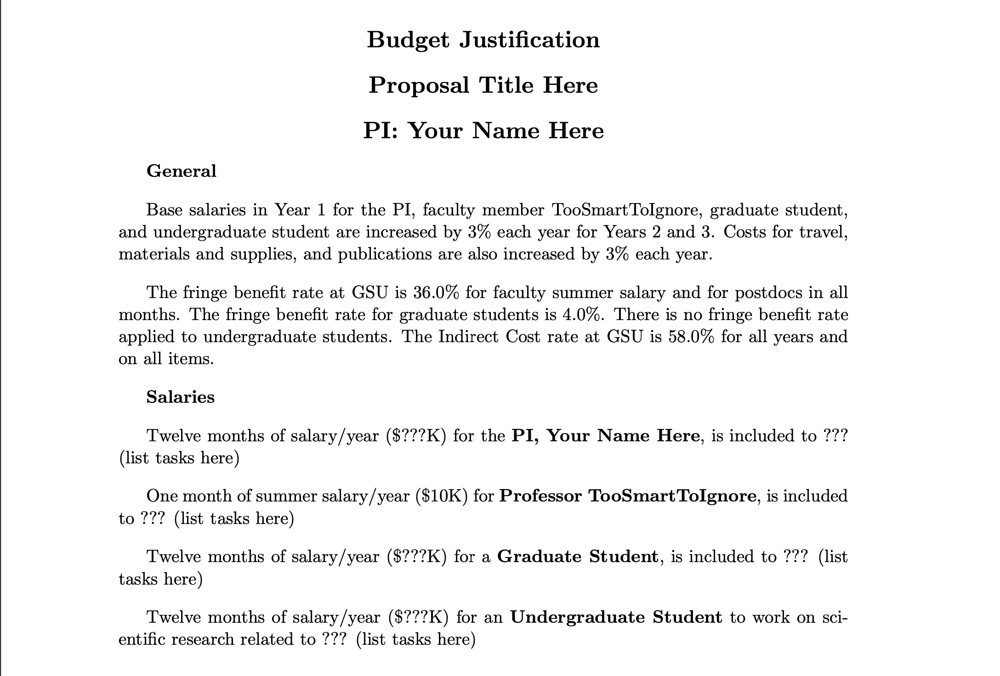 Budget Justification
Proposal Title Here
PI: Your Name Here
General
Base salaries in Year 1 for the PI, faculty member TooSmartToIgnore, graduate student,
and undergraduate student are increased by 3% each year for Years 2 and 3. Costs for travel,
materials and supplies, and publications are also increased by 3% each year.
The fringe benefit rate at GSU is 36.0% for faculty summer salary and for postdocs in all
months. The fringe benefit rate for graduate students is 4.0%. There is no fringe benefit rate
applied to undergraduate students. The Indirect Cost rate at GSU is 58.0% for all years and
on all items.
Salaries
Twelve months of salary/year ($???K) for the PI, Your Name Here, is included to ???
(list tasks here)
One month of summer salary/year ($10K) for Professor TooSmartToIgnore, is included
to ??? (list tasks here)
Twelve months of salary/year ($???K) for a Graduate Student, is included to ??? (list
tasks here)
Twelve months of salary/year ($???K) for an Undergraduate Student to work on sci-
entific research related to ??? (list tasks here)